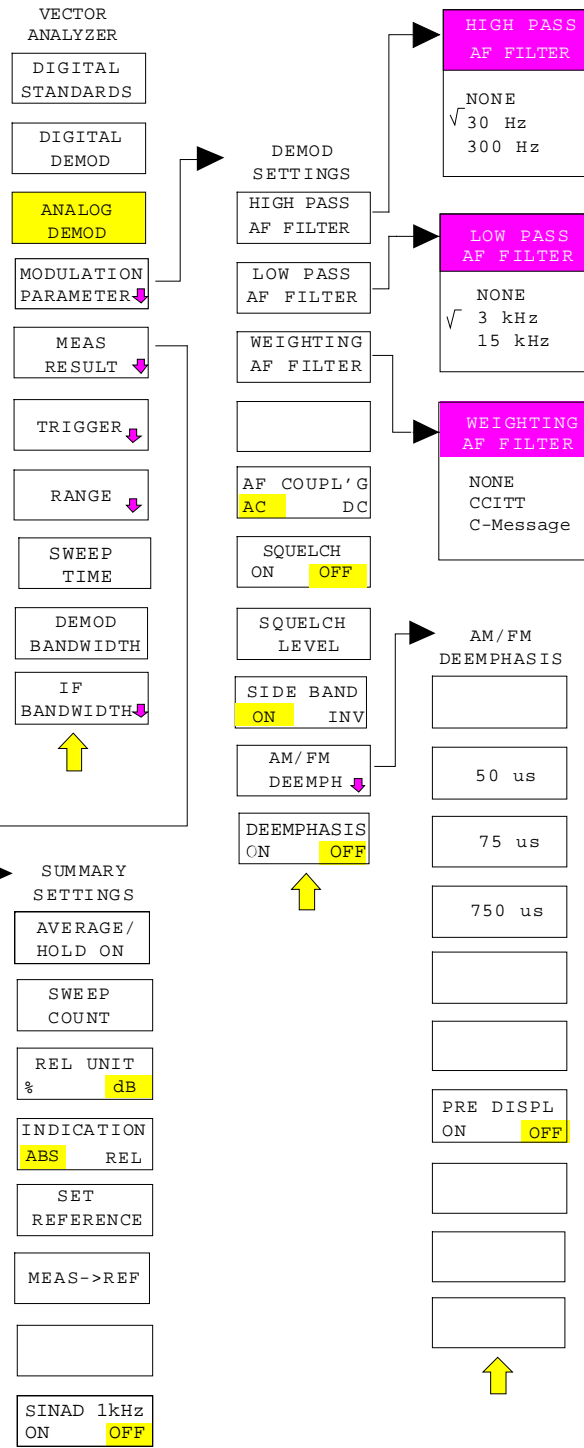 VECTOR
ANALYZER
DIGITAL
STANDARDS
DIGITAL
DEMOD
ANALOG
DEMOD
MODULATION
PARAMETER
MEAS
RESULT
TRIGGER
RANGE
SWEEP
TIME
DEMOD
BANDWIDTH
IF
BANDWIDTH
DEMOD
SETTINGS
HIGH PASS
AF FILTER
LOW PASS
AF FILTER
WEIGHTING
AF FILTER
AF COUPL'G
AC DC
SQUELCH
ON OFF
SQUELCH
LEVEL
SIDE BAND
ON INV
AM/FM
DEEMPH
DEEMPHASIS
ON OFF
HIGH PASS
AF FILTER
NONE
√ 30 Hz
300 Hz
LOW PASS
AF FILTER
NONE
√ 3 kHz
15 kHz
WEIGHTING
AF FILTER
NONE
CCITT
C-Message
AM/FM
DEEMPHASIS
50 us
75 us
750 us
PRE DISPL
ON OFF
SUMMARY
SETTINGS
AVERAGE/
HOLD ON
SWEEP
COUNT
REL UNIT
% dB
INDICATION
ABS REL
SET
REFERENCE
MEAS->REF
SINAD 1kHz
ON OFF